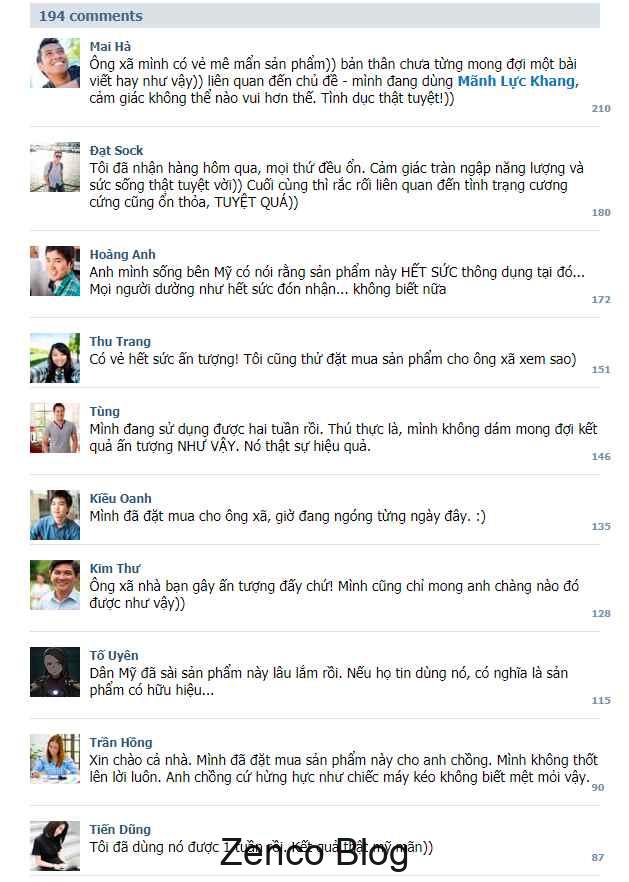 194 comments
Mai Hà
Ông xã mình có vẻ mê mẩn sản phẩm)) bản thân chưa từng mong đợi một bài
viết hay như vậy)) liên quan đến chủ đề - mình đang dùng Mãnh Lực Khang,
cảm giác không thể nào vui hơn thế. Tình dục thật tuyệt!))
210
Đạt Sock
Tôi đã nhận hàng hôm qua, mọi thứ đều ổn. Cảm giác tràn ngập năng lượng và
sức sống thật tuyệt vời)) Cuối cùng thì rắc rối liên quan đến tình trạng cương
cứng cũng ổn thỏa, TUYỆT QUÁ))
180
Hoàng Anh
Anh mình sống bên Mỹ có nói rằng sản phẩm này HẾT SỨC thông dụng tại đó...
Mọi người dường như hết sức đón nhận... không biết nữa
172
Thu Trang
Có vẻ hết sức ấn tượng! Tôi cũng thử đặt mua sản phẩm cho ông xã xem sao)
151
Tùng
Mình đang sử dụng được hai tuần rồi. Thú thực là, mình không dám mong đợi kết
quả ấn tượng NHƯ VẬY. Nó thật sự hiệu quả.
146
Kiều Oanh
Mình đã đặt mua cho ông xã, giờ đang ngóng từng ngày đây. :)
135
Kim Thư
Ông xã nhà bạn gây ấn tượng đấy chứ! Mình cũng chỉ mong anh chàng nào đó
được như vậy))
128
Tố Uyên
Dân Mỹ đã sài sản phẩm này lâu lắm rồi. Nếu họ tin dùng nó, có nghĩa là sản
phẩm có hữu hiệu...
115
Trần Hồng
Xin chào cả nhà. Mình đã đặt mua sản phẩm này cho anh chồng. Mình không thốt
lên lời luôn. Anh chồng cứ hừng hực như chiếc máy kéo không biết mệt mỏi vậy.
90
Tiến Dũng
Tôi đã dùng nó được 1 tuần rồi. Kết quả thật mỹ mãn))
87
Zenco Blog